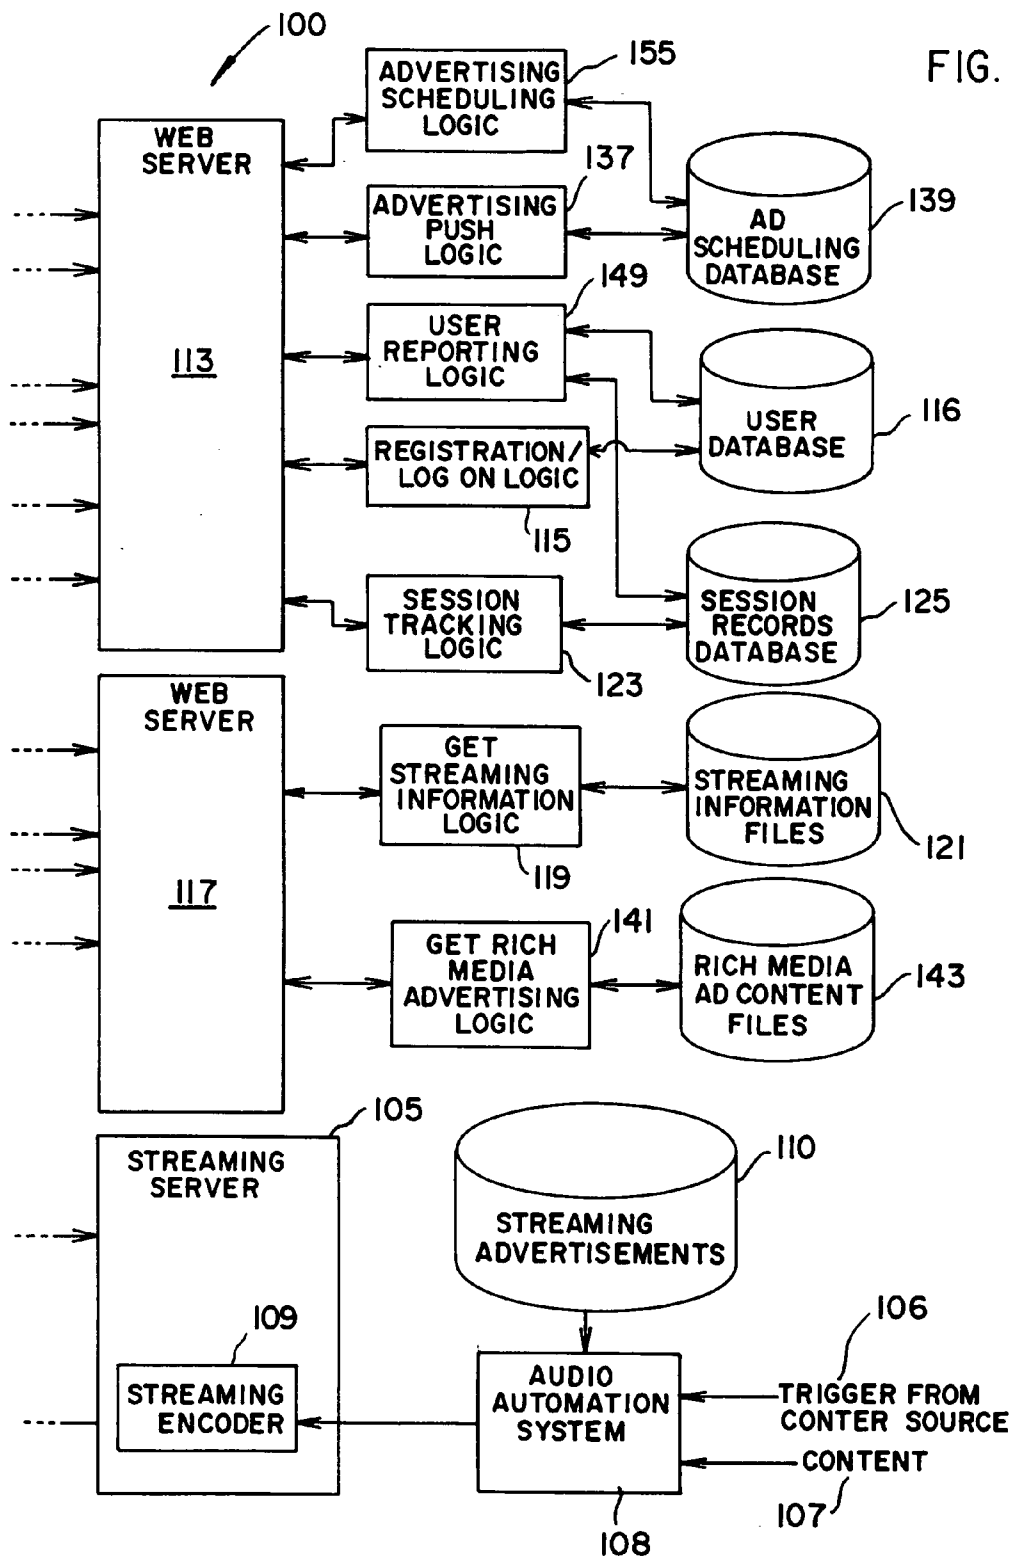 100
FIG.
155
ADVERTISING
SCHEDULING
LOGIC
WEB
SERVER
137
ADVERTISING
PUSH
LOGIC
139
AD
SCHEDULING
DATABASE
149
USER
REPORTING
LOGIC
113
116
USER
DATABASE
REGISTRATION/
LOG ON LOGIC
115
SESSION
TRACKING
LOGIC
123
SESSION
RECORDS
DATABASE
125
WEB
SERVER
GET
STREAMING
INFORMATION
LOGIC
119
STREAMING
INFORMATION
FILES
121
117
141
GET RICH
MEDIA
ADVERTISING
LOGIC
RICH MEDIA
AD CONTENT
FILES
143
105
STREAMING
SERVER
110
STREAMING
ADVERTISEMENTS
109
STREAMING
ENCODER
AUDIO
AUTOMATION
SYSTEM
108
106
TRIGGER FROM
CONTER SOURCE
CONTENT
107